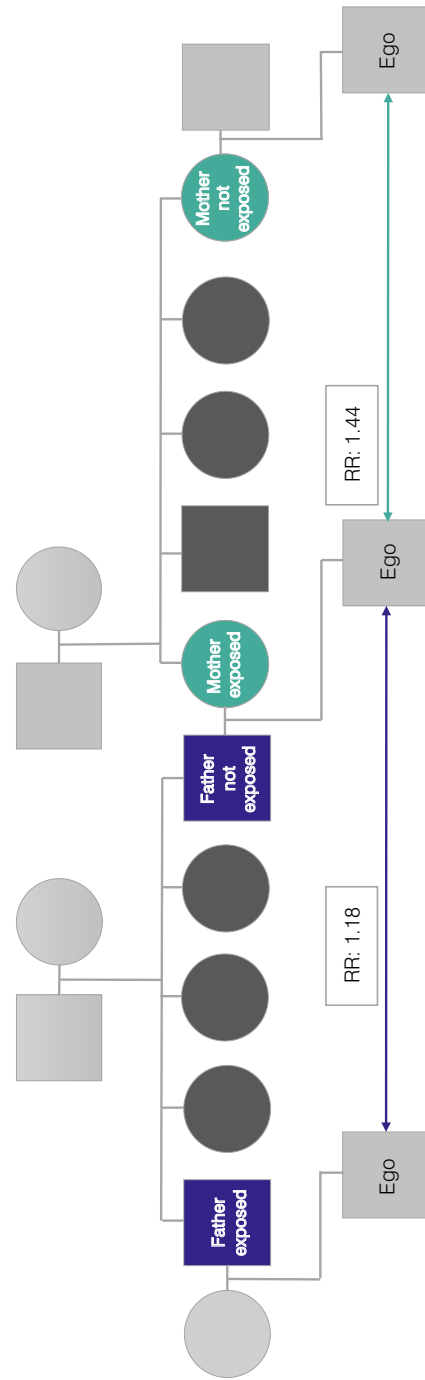 Father
exposed
Father
not
exposed
Mother
exposed
Mother
not
exposed
RR: 1.18
RR: 1.44
Ego
Ego
Ego